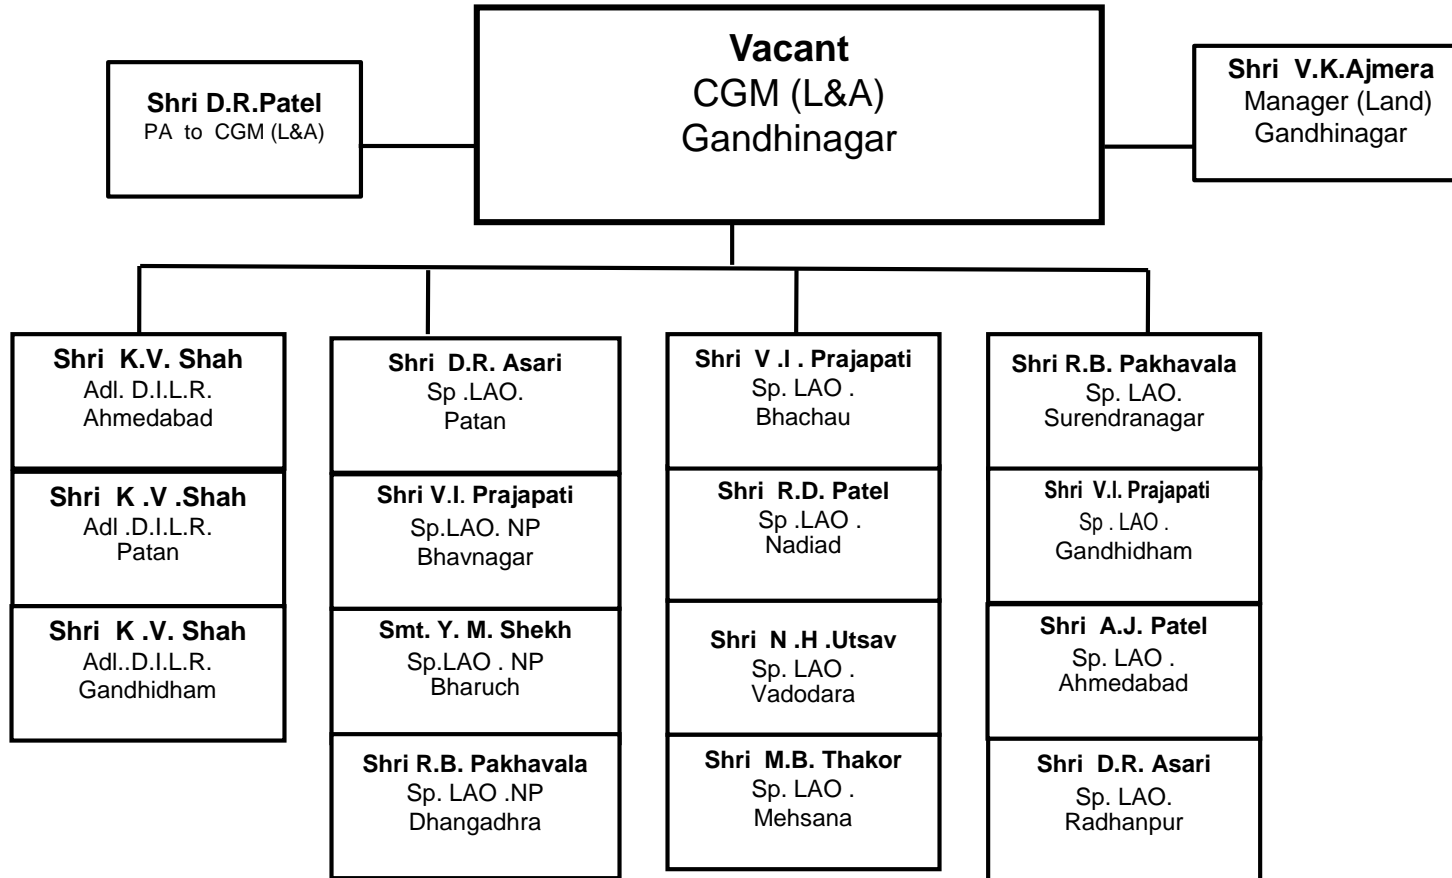 Vacant
CGM (L&A)
Gandhinagar
Shri D.R.Patel
PA to CGM (L&A)
Shri V.K.Ajmera
Manager (Land)
Gandhinagar
Shri K.V. Shah
Adl. D.I.L.R.
Ahmedabad
Shri K .V .Shah
Adl .D.I.L.R.
Patan
Shri K .V. Shah
Adl..D.I.L.R.
Gandhidham
Shri D.R. Asari
Sp .LAO.
Patan
Shri V.I. Prajapati
Sp.LAO. NP
Bhavnagar
Smt. Y. M. Shekh
Sp.LAO . NP
Bharuch
Shri R.B. Pakhavala
Sp. LAO .NP
Dhangadhra
Shri V .I . Prajapati
Sp. LAO .
Bhachau
Shri R.D. Patel
Sp .LAO .
Nadiad
Shri N .H .Utsav
Sp. LAO .
Vadodara
Shri M.B. Thakor
Sp. LAO .
Mehsana
Shri R.B. Pakhavala
Sp. LAO.
Surendranagar
Shri V.I. Prajapati
Sp . LAO .
Gandhidham
Shri A.J. Patel
Sp. LAO .
Ahmedabad
Shri D.R. Asari
Sp. LAO.
Radhanpur